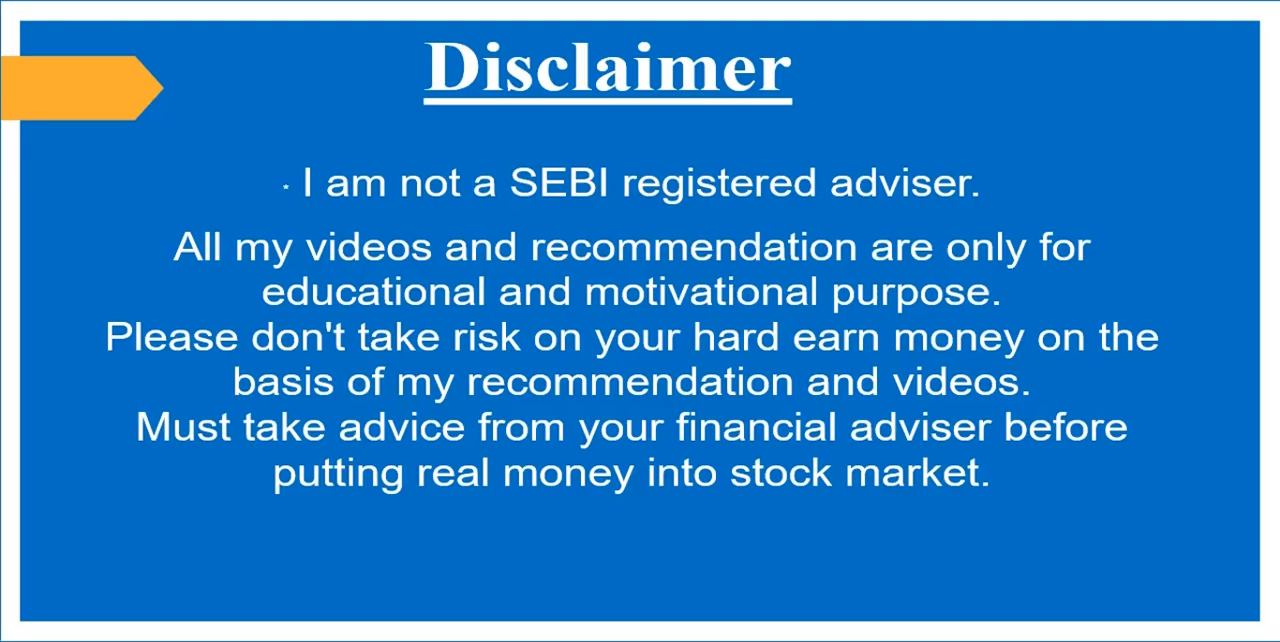 Disclaimer
* I am not a SEBI registered adviser.
All my videos and recommendation are only for
educational and motivational purpose.
Please don't take risk on your hard earn money on the
basis of my recommendation and videos.
Must take advice from your financial adviser before
putting real money into stock market.